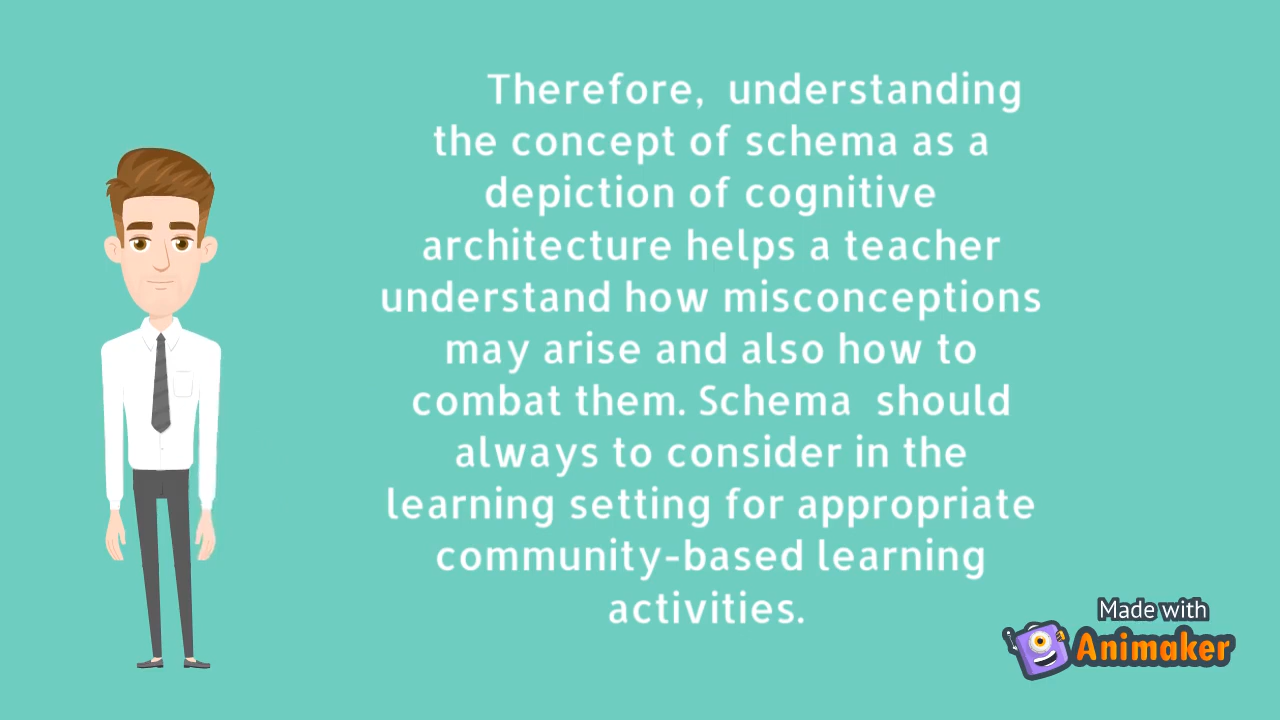 Therefore, understanding
the concept of schema as a
depiction of cognitive
architecture helps a teacher
understand how misconceptions
may arise and also how to
combat them. Schema should
always to consider in the
learning setting for appropriate
community-based learning
activities.
Made with
Animaker